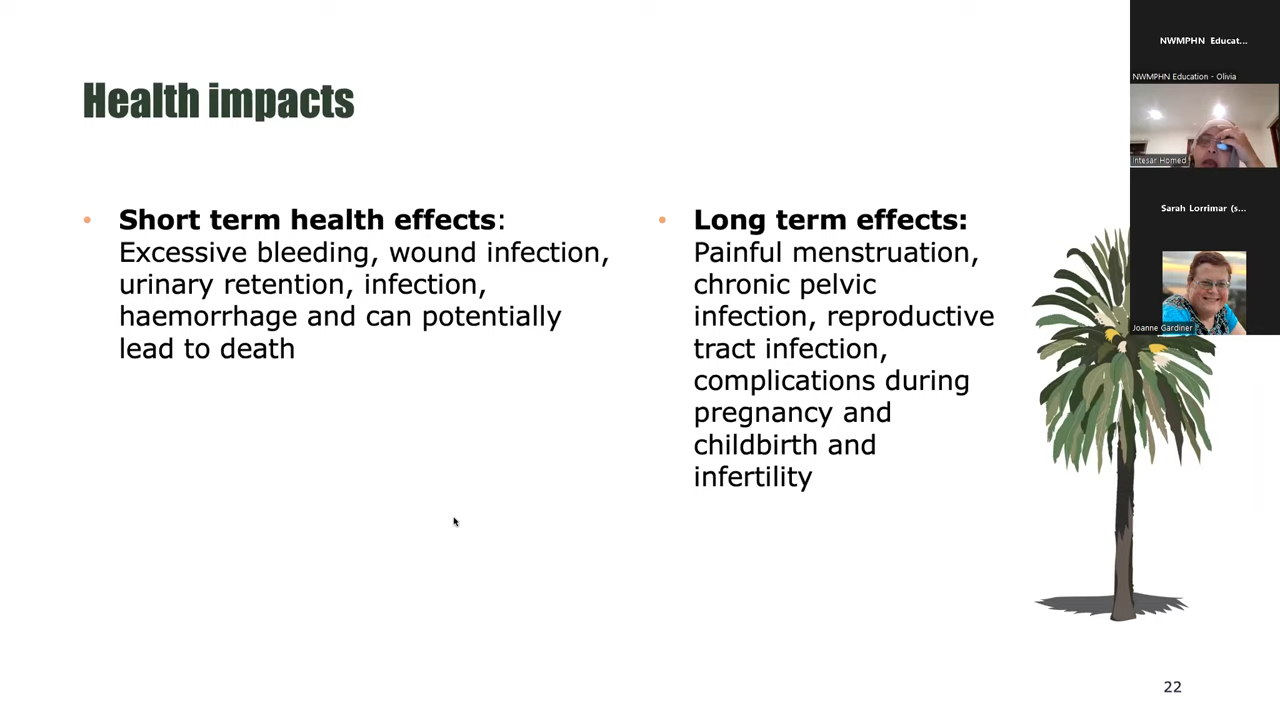 Health impacts
• Short term health effects:
Excessive bleeding, wound infection,
urinary retention, infection,
haemorrhage and can potentially
lead to death
• Long term effects:
Painful menstruation,
chronic pelvic
infection, reproductive
tract infection,
complications during
pregnancy and
childbirth and
infertility
NWMPHN Educat...
NWMPHN Education - Olivia
Intesar Homed
Sarah Lorrimar (s...
Joanne Gardiner
22